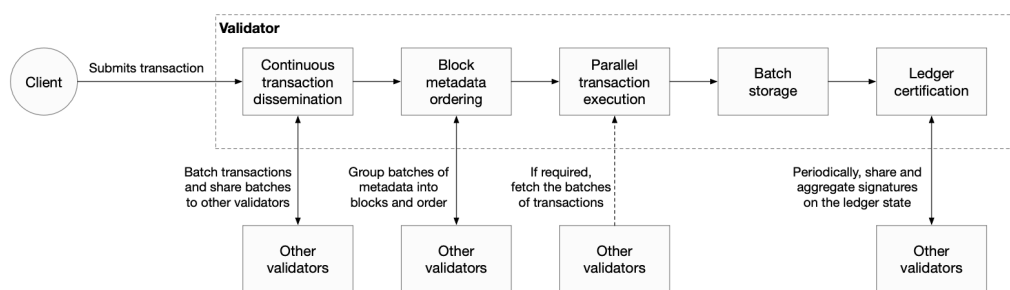 Validator
Client
Submits transaction
Continuous
transaction
dissemination
Block
metadata
ordering
Parallel
transaction
execution
Batch
storage
Ledger
certification
Batch transactions
and share batches
to other validators
Group batches of
metadata into
blocks and order
If required,
fetch the batches
of transactions
Periodically, share and
aggregate signatures
on the ledger state
Other
validators
Other
validators
Other
validators
Other
validators